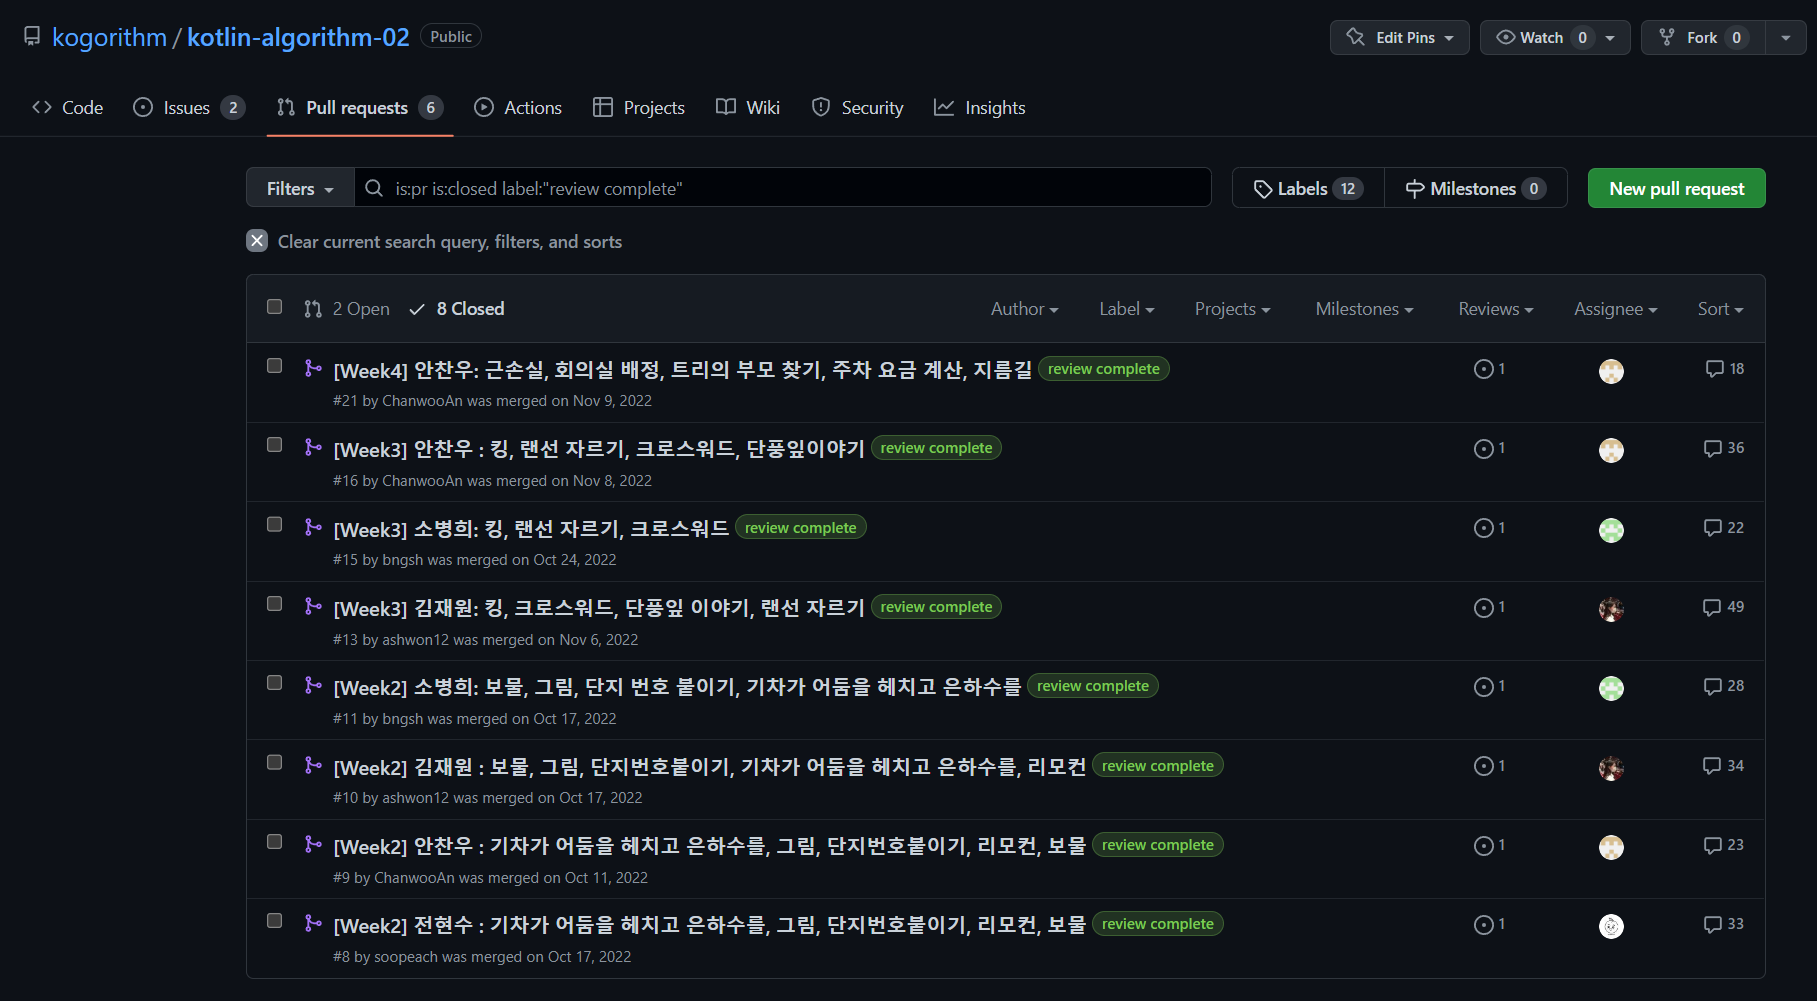 kogorithm / kotlin-algorithm-02 Public
Edit Pins Watch 0 Fork 0
Code Issues 2 Pull requests 6 Actions Projects Wiki Security Insights
Filters is:pr is:closed label:"review complete" Labels 12 Milestones 0 New pull request
Clear current search query, filters, and sorts
2 Open 8 Closed Author Label Projects Milestones Reviews Assignee Sort
[Week4] 안찬우: 근손실, 회의실 배정, 트리의 부모 찾기, 주차 요금 계산, 지름길 review complete 1 18
#21 by ChanwooAn was merged on Nov 9, 2022
[Week3] 안찬우 : 킹, 랜선 자르기, 크로스워드, 단풍잎이야기 review complete 1 36
#16 by ChanwooAn was merged on Nov 8, 2022
[Week3] 소병희: 킹, 랜선 자르기, 크로스워드 review complete 1 22
#15 by bngsh was merged on Oct 24, 2022
[Week3] 김재원: 킹, 크로스워드, 단풍잎 이야기, 랜선 자르기 review complete 1 49
#13 by ashwon12 was merged on Nov 6, 2022
[Week2] 소병희: 보물, 그림, 단지 번호 붙이기, 기차가 어둠을 헤치고 은하수를 review complete 1 28
#11 by bngsh was merged on Oct 17, 2022
[Week2] 김재원 : 보물, 그림, 단지번호붙이기, 기차가 어둠을 헤치고 은하수를, 리모컨 review complete 1 34
#10 by ashwon12 was merged on Oct 17, 2022
[Week2] 안찬우 : 기차가 어둠을 헤치고 은하수를, 그림, 단지번호붙이기, 리모컨, 보물 review complete 1 23
#9 by ChanwooAn was merged on Oct 11, 2022
[Week2] 전현수 : 기차가 어둠을 헤치고 은하수를, 그림, 단지번호붙이기, 리모컨, 보물 review complete 1 33
#8 by soopeach was merged on Oct 17, 2022